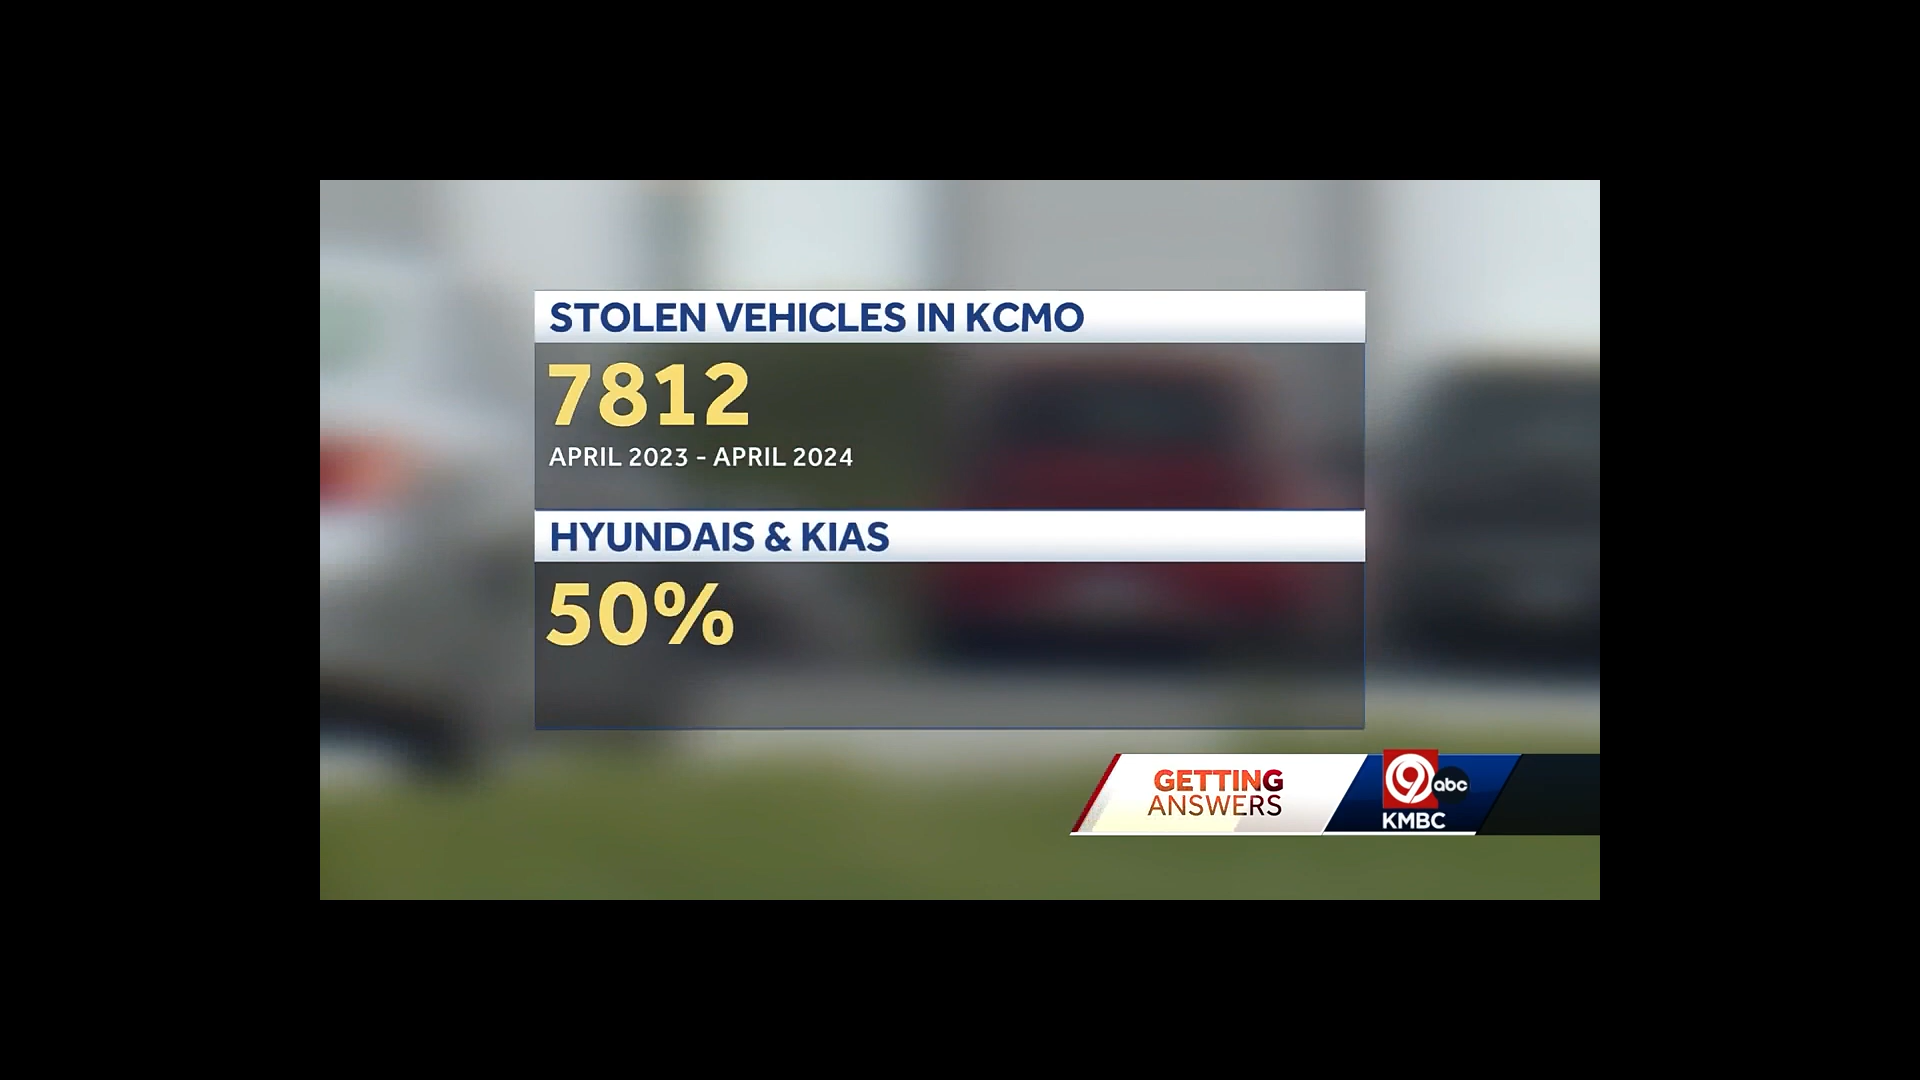 STOLEN VEHICLES IN KCMO
7812
APRIL 2023 - APRIL 2024
HYUNDAIS & KIAS
50%
GETTING
ANSWERS
9 abc
KMBC